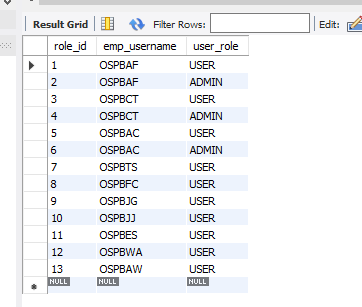 Result Grid Filter Rows: Edit:
role_id emp_username user_role
1 OSPBAF USER
2 OSPBAF ADMIN
3 OSPBCT USER
4 OSPBCT ADMIN
5 OSPBAC USER
6 OSPBAC ADMIN
7 OSPBTS USER
8 OSPBFC USER
9 OSPBJG USER
10 OSPBJJ USER
11 OSPBES USER
12 OSPBWA USER
13 OSPBAW USER
NULL NULL NULL